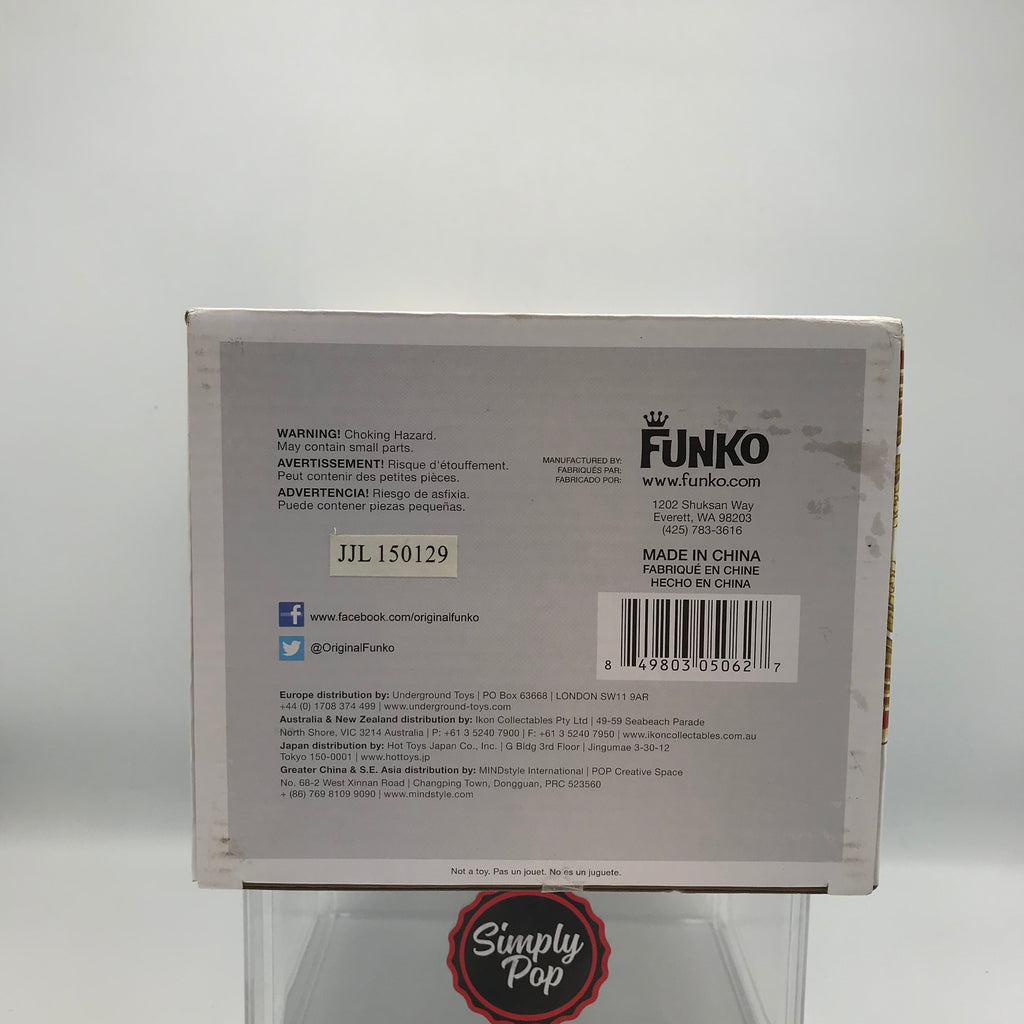 WARNING! Choking Hazard.
May contain small parts.
AVERTISSEMENT! Risque d'étouffement.
Peut contenir des petites pièces.
ADVERTENCIA! Riesgo de asfixia.
Puede contener piezas pequeñas.
JJL 150129
www.facebook.com/originalfunko
@OriginalFunko
MANUFACTURED BY:
FABRIQUÉS PAR:
FABRICADO POR:
FUNKO
www.funko.com
1202 Shuksan Way
Everett, WA 98203
(425) 783-3616
MADE IN CHINA
FABRIQUÉ EN CHINE
HECHO EN CHINA
8 49803 05062 7
Europe distribution by: Underground Toys | PO Box 63668 | LONDON SW11 9AR
+44 (0) 1708 374 499 | www.underground-toys.com
Australia & New Zealand distribution by: Ikon Collectables Pty Ltd | 49-59 Seabeach Parade
North Shore, VIC 3214 Australia | P: +61 3 5240 7900 | F: +61 3 5240 7950 | www.ikoncollectables.com.au
Japan distribution by: Hot Toys Japan Co., Inc. | G Bldg 3rd Floor | Jingumae 3-30-12
Tokyo 150-0001 | www.hottoys.jp
Greater China & S.E. Asia distribution by: MINDstyle International | POP Creative Space
No. 68-2 West Xinnan Road | Changping Town, Dongguan, PRC 523560
+ (86) 769 8109 9090 | www.mindstyle.com
Not a toy. Pas un jouet. No es un juguete.
Simply
Pop